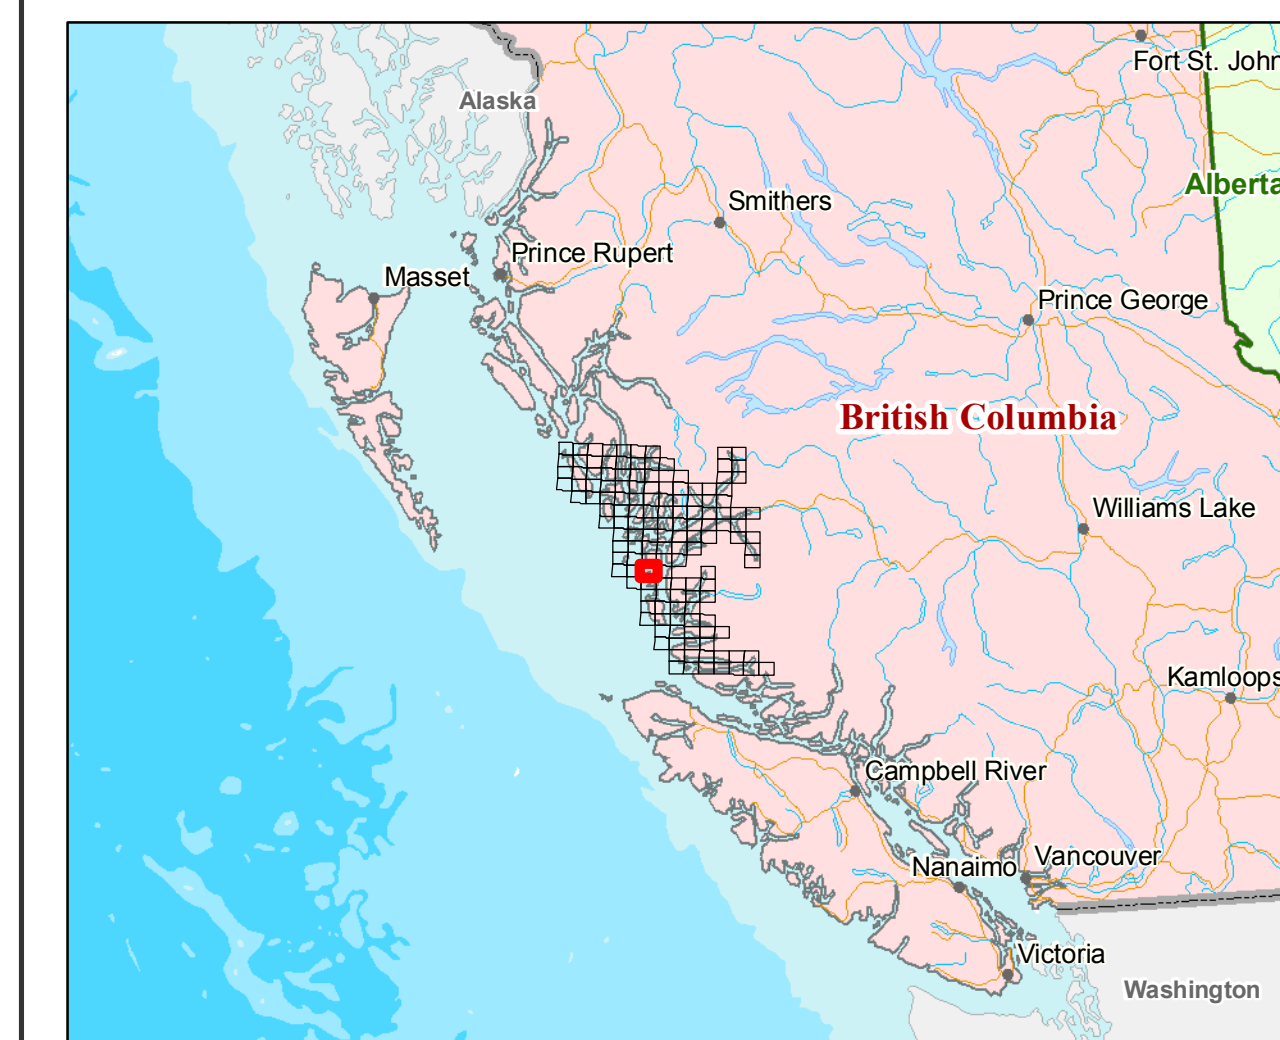 Fort St. John
Alaska
Alberta
Smithers
Prince Rupert
Masset
Prince George
British Columbia
Williams Lake
Kamloops
Campbell River
Vancouver
Nanaimo
Victoria
Washington